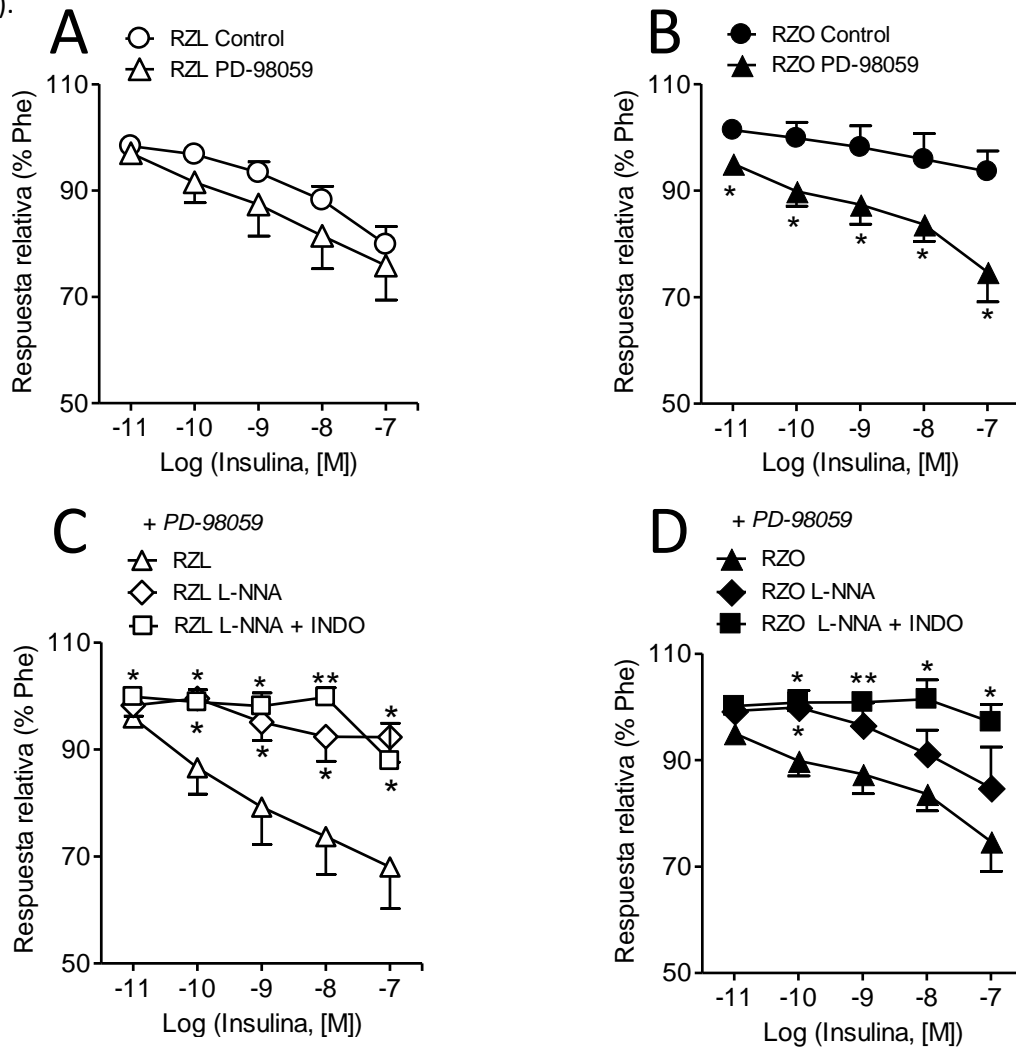 ).
A
RZL Control
RZL PD-98059
Respuesta relativa (% Phe)
110
90
70
50
-11 -10 -9 -8 -7
Log (Insulina, [M])
B
RZO Control
RZO PD-98059
Respuesta relativa (% Phe)
110
90
70
50
* * * * *
-11 -10 -9 -8 -7
Log (Insulina, [M])
C
+ PD-98059
RZL
RZL L-NNA
RZL L-NNA + INDO
Respuesta relativa (% Phe)
110
90
70
50
* * * ** *
* * * *
-11 -10 -9 -8 -7
Log (Insulina, [M])
D
+ PD-98059
RZO
RZO L-NNA
RZO L-NNA + INDO
Respuesta relativa (% Phe)
110
90
70
50
* ** * *
*
-11 -10 -9 -8 -7
Log (Insulina, [M])